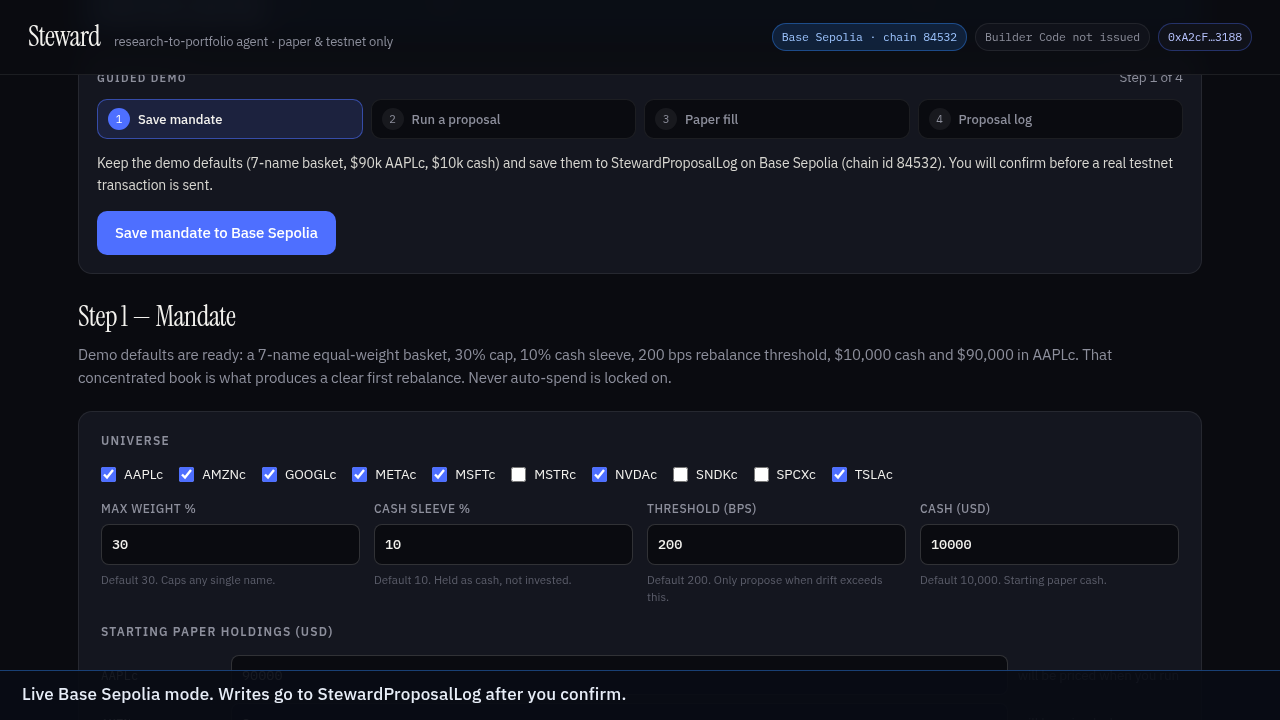 Steward
research-to-portfolio agent · paper & testnet only
Base Sepolia · chain 84532
Builder Code not issued
0xA2cF…3188
GUIDED DEMO
Step 1 of 4
1 Save mandate
2 Run a proposal
3 Paper fill
4 Proposal log
Keep the demo defaults (7-name basket, $90k AAPLc, $10k cash) and save them to StewardProposalLog on Base Sepolia (chain id 84532). You will confirm before a real testnet
transaction is sent.
Save mandate to Base Sepolia
Step 1 — Mandate
Demo defaults are ready: a 7-name equal-weight basket, 30% cap, 10% cash sleeve, 200 bps rebalance threshold, $10,000 cash and $90,000 in AAPLc. That
concentrated book is what produces a clear first rebalance. Never auto-spend is locked on.
UNIVERSE
AAPLc AMZNc GOOGLc METAc MSFTc MSTRc NVDAc SNDKc SPCXc TSLAc
MAX WEIGHT % CASH SLEEVE % THRESHOLD (BPS) CASH (USD)
30 10 200 10000
Default 30. Caps any single name.
Default 10. Held as cash, not invested.
Default 200. Only propose when drift exceeds
this.
Default 10,000. Starting paper cash.
STARTING PAPER HOLDINGS (USD)
AAPLc 90000 will be priced when you run
Live Base Sepolia mode. Writes go to StewardProposalLog after you confirm.